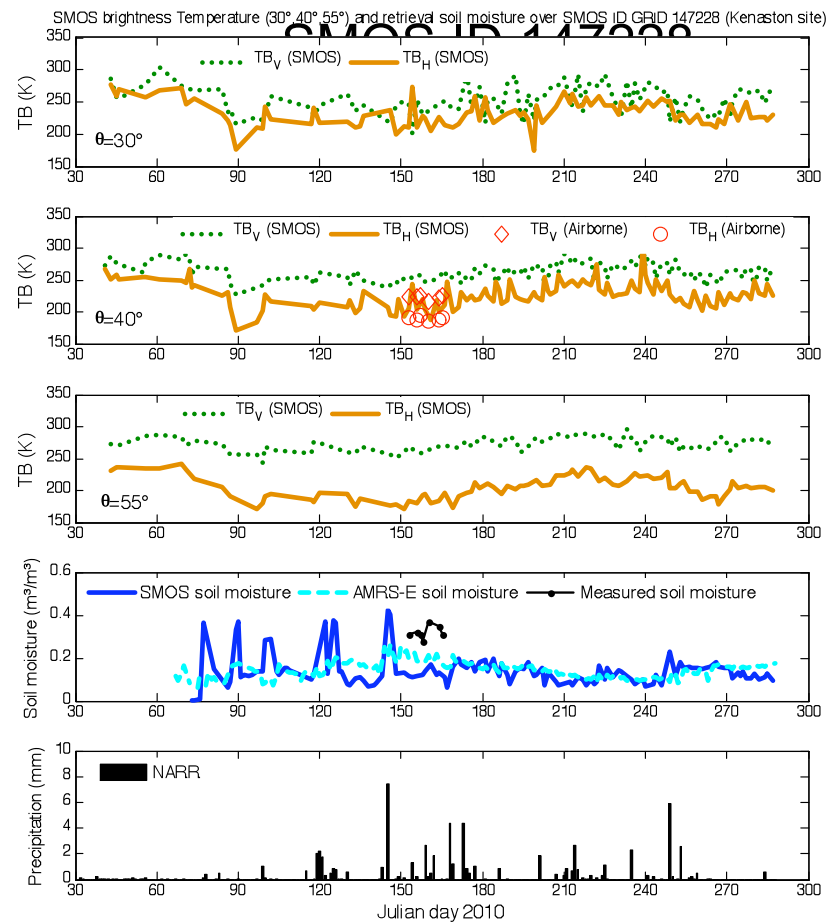 SMOS brightness Temperature (30°,40°,55°) and retrieval soil moisture over SMOS ID GRID 147228 (Kenaston site)
SMOS ID 147228
350
300
250
200
150
TB (K)
TB_V (SMOS) TB_H (SMOS)
θ=30°
30 60 90 120 150 180 210 240 270 300
350
300
250
200
150
TB (K)
TB_V (SMOS) TB_H (SMOS) TB_V (Airborne) TB_H (Airborne)
θ=40°
30 60 90 120 150 180 210 240 270 300
350
300
250
200
150
TB (K)
TB_V (SMOS) TB_H (SMOS)
θ=55°
30 60 90 120 150 180 210 240 270 300
0.6
0.4
0.2
0
Soil moisture (m³/m³)
SMOS soil moisture AMRS-E soil moisture Measured soil moisture
30 60 90 120 150 180 210 240 270 300
10
8
6
4
2
0
Precipitation (mm)
NARR
30 60 90 120 150 180 210 240 270 300
Julian day 2010